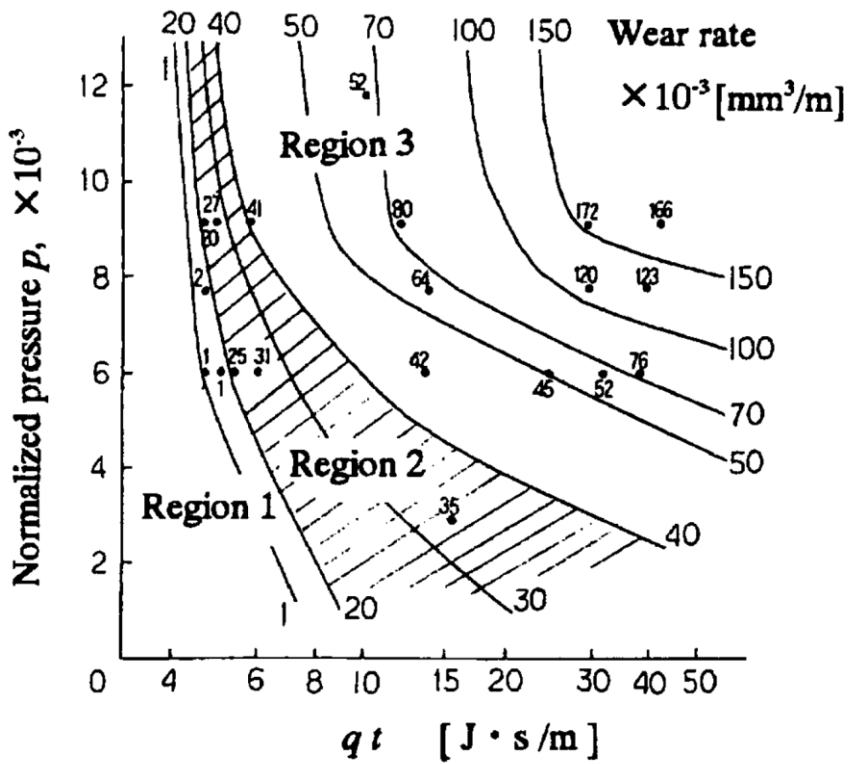 20 40 50 70 100 150 Wear rate
× 10⁻³ [mm³/m]
1
12
52
Region 3
Normalized pressure p, ×10⁻³
10
27 41 80 172 166
20
8
2 64 120 123
150
100
6
1 25 31 42 76
1 45 52
70
50
4
Region 2
Region 1
35
40
2
1 20 30
0 4 6 8 10 15 20 30 40 50
q t [ J · s /m ]